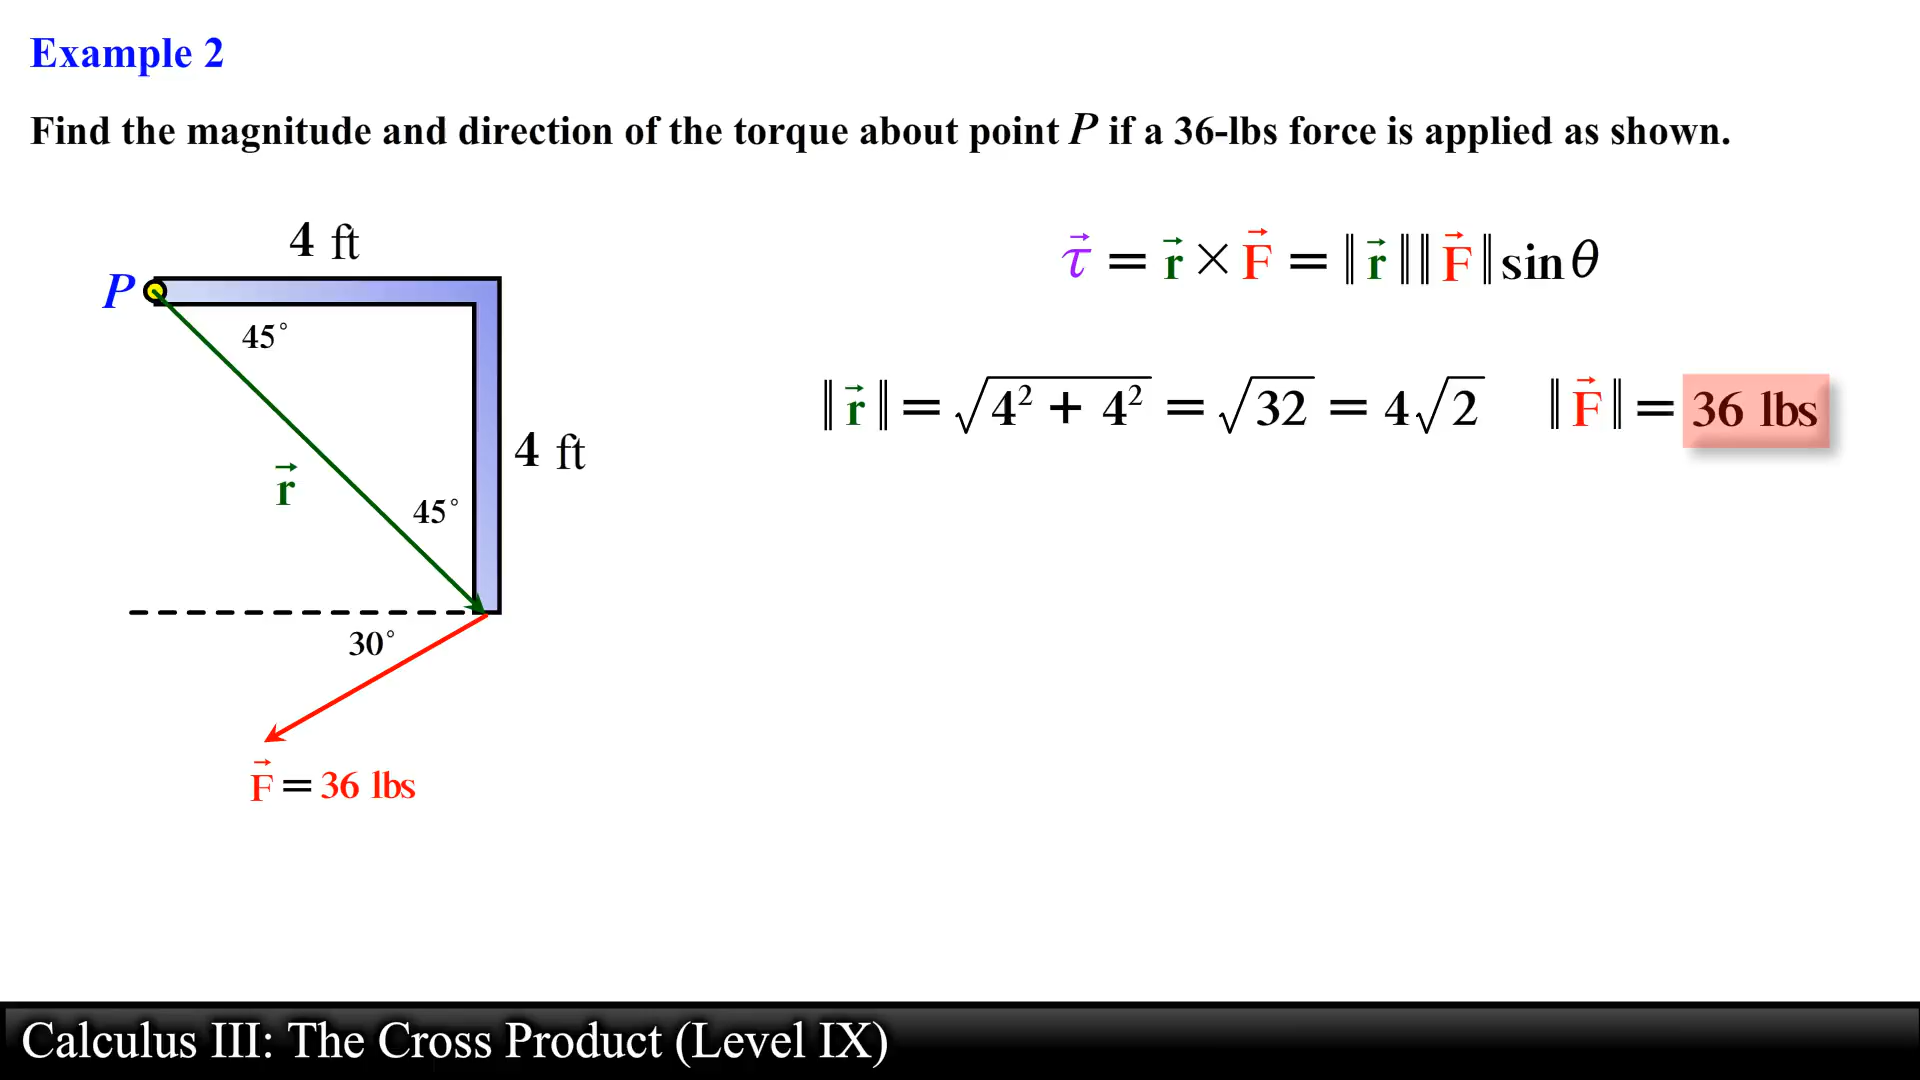 Example 2
Find the magnitude and direction of the torque about point P if a 36-lbs force is applied as shown.
4 ft
P
45°
r⃗
45°
4 ft
30°
F⃗ = 36 lbs
τ⃗ = r⃗ × F⃗ = ‖r⃗‖‖F⃗‖ sin θ
‖r⃗‖ = √(4² + 4²) = √32 = 4√2 ‖F⃗‖ = 36 lbs
Calculus III: The Cross Product (Level IX)